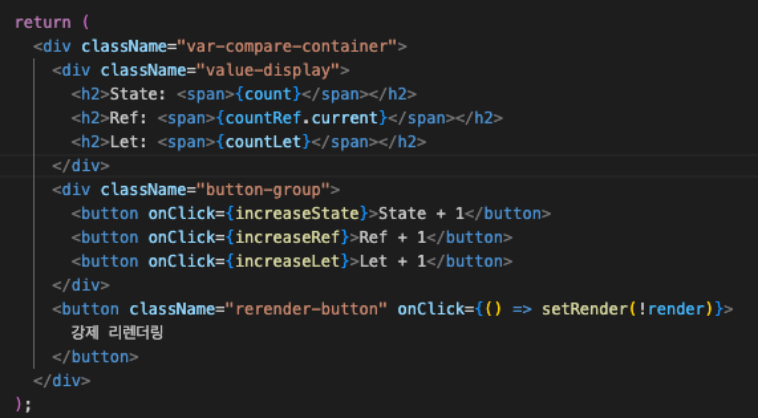 return (
<div className="var-compare-container">
<div className="value-display">
<h2>State: <span>{count}</span></h2>
<h2>Ref: <span>{countRef.current}</span></h2>
<h2>Let: <span>{countLet}</span></h2>
</div>
<div className="button-group">
<button onClick={increaseState}>State + 1</button>
<button onClick={increaseRef}>Ref + 1</button>
<button onClick={increaseLet}>Let + 1</button>
</div>
<button className="rerender-button" onClick={() => setRender(!render)}>
강제 리렌더링
</button>
</div>
);